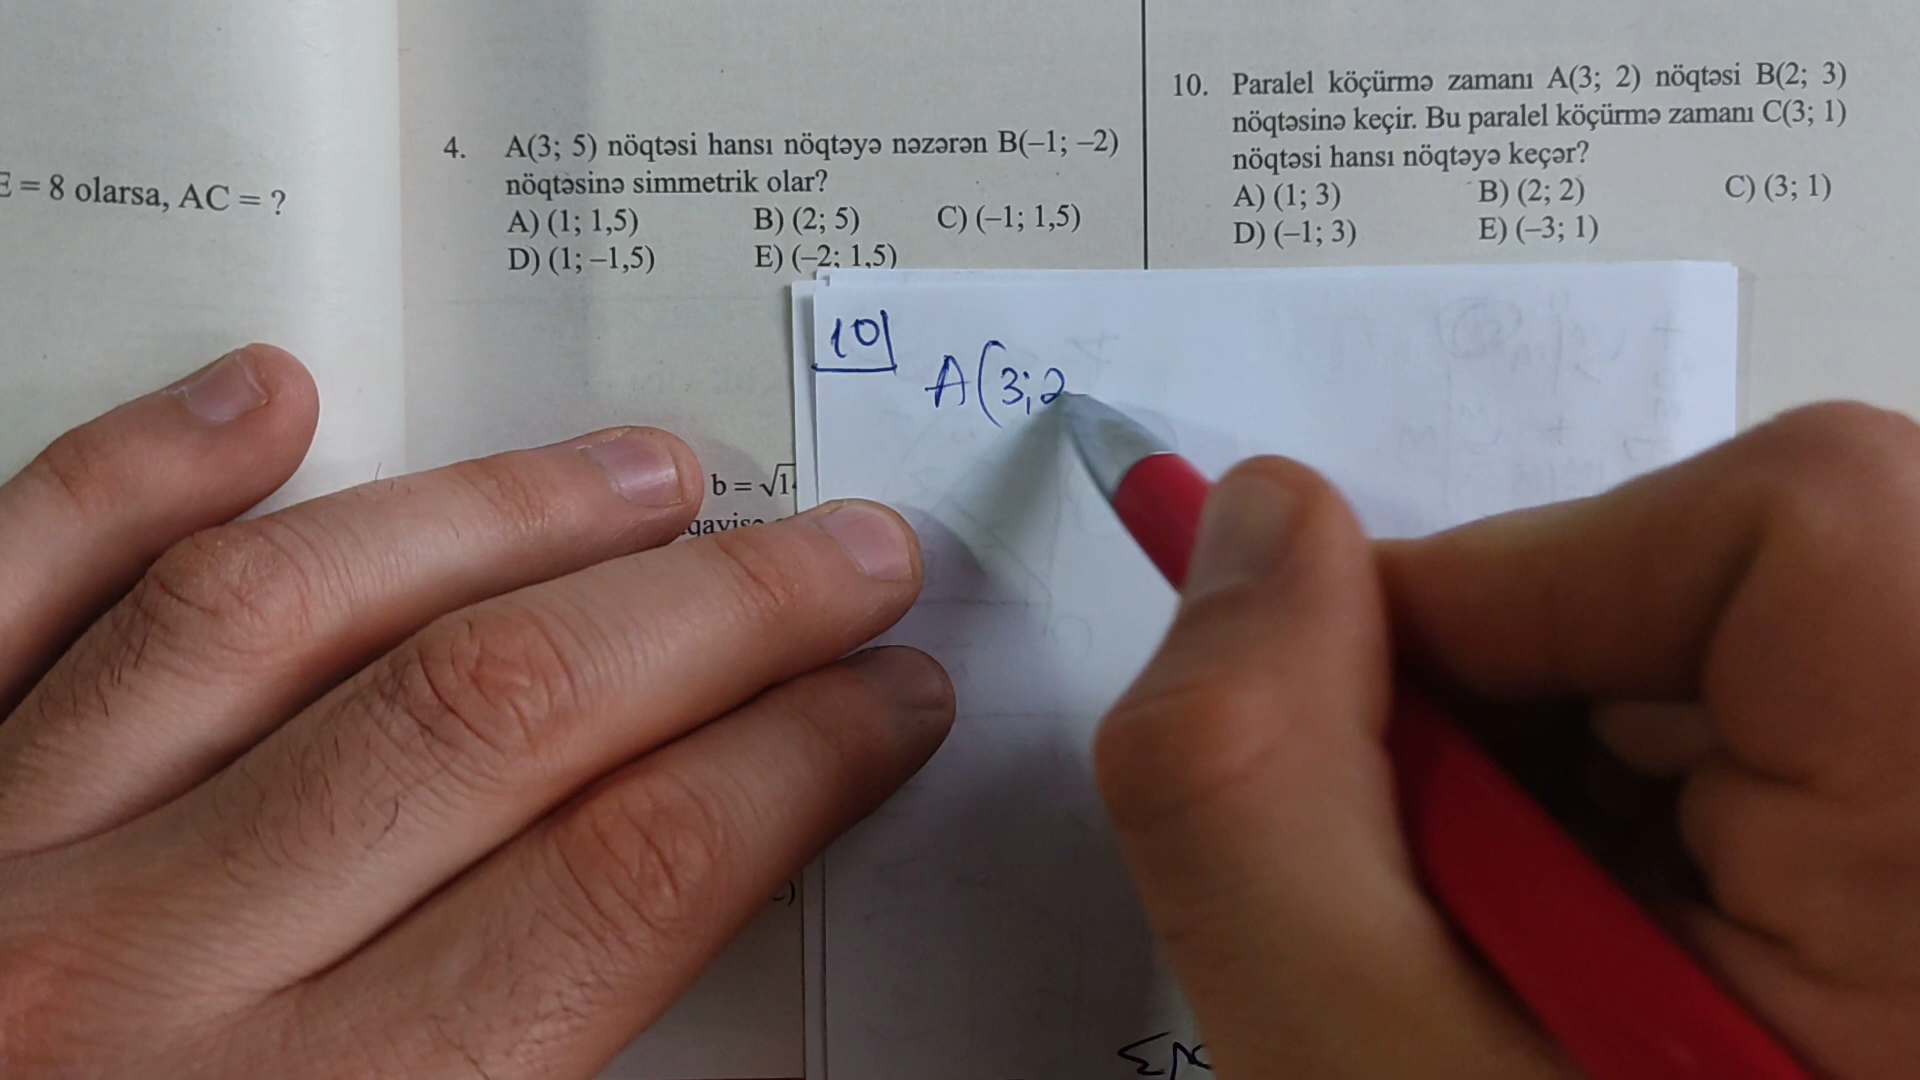 = 8 olarsa, AC = ?
4. A(3; 5) nöqtəsi hansı nöqtəyə nəzərən B(–1; –2)
nöqtəsinə simmetrik olar?
A) (1; 1,5) B) (2; 5) C) (–1; 1,5)
D) (1; –1,5) E) (–2; 1,5)
b = √1
10. Paralel köçürmə zamanı A(3; 2) nöqtəsi B(2; 3)
nöqtəsinə keçir. Bu paralel köçürmə zamanı C(3; 1)
nöqtəsi hansı nöqtəyə keçər?
A) (1; 3) B) (2; 2) C) (3; 1)
D) (–1; 3) E) (–3; 1)
10
A(3;2